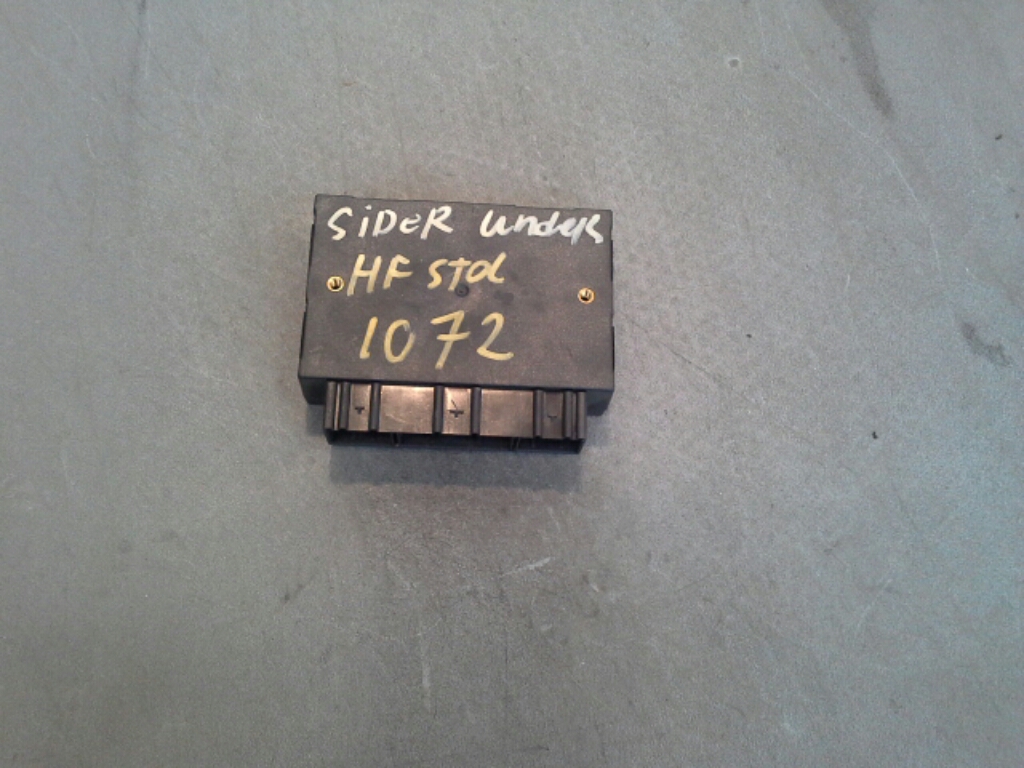 SiDeR under
HF stol
1072